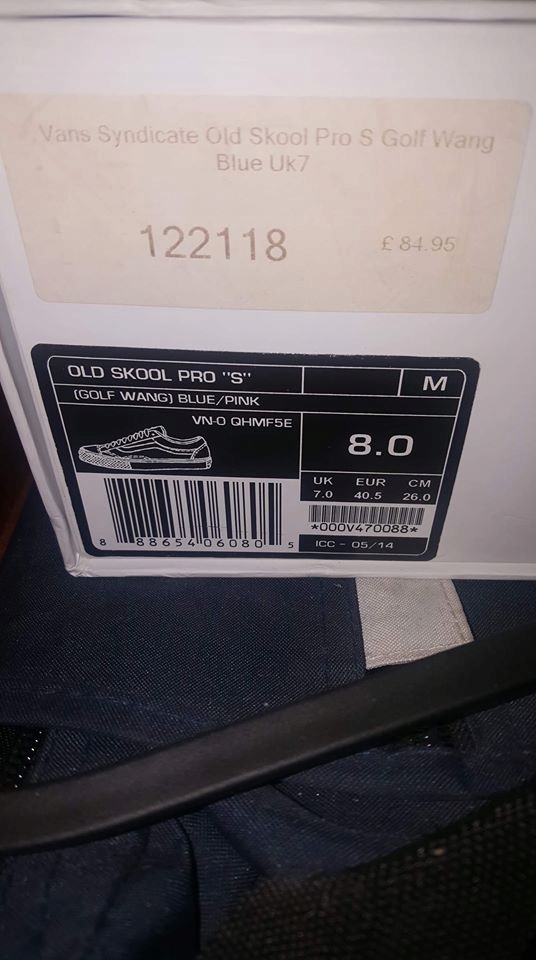 Vans Syndicate Old Skool Pro S Golf Wang
Blue Uk7
122118
£ 84.95
OLD SKOOL PRO "S"
M
(GOLF WANG) BLUE/PINK
VN-0 QHMF5E
8.0
UK EUR CM
7.0 40.5 26.0
*000V470088*
8 88654 06080 5
ICC - 05/14